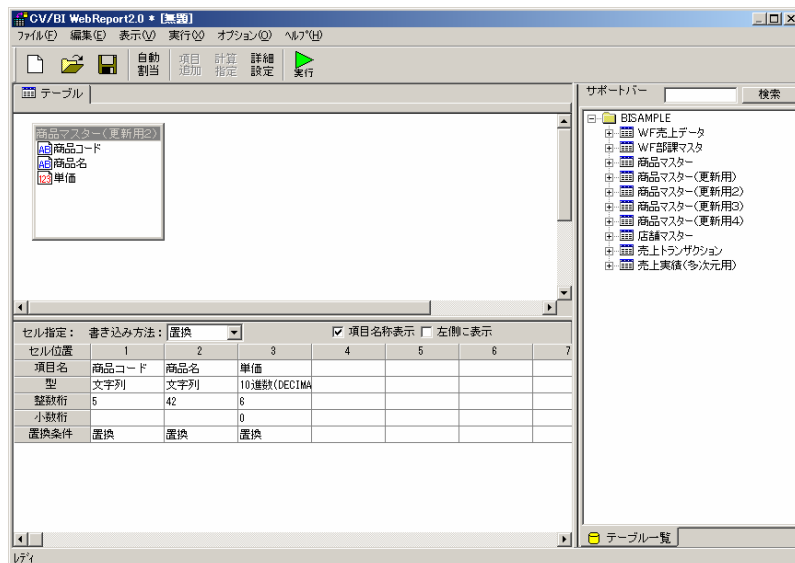 CV/BI WebReport2.0 * [無題]
ファイル(F) 編集(E) 表示(V) 実行(X) オプション(O) ヘルプ(H)
自動割当 項目追加 計算指定 詳細設定 実行
テーブル
商品マスター(更新用2)
商品コード
商品名
単価
セル指定： 書き込み方法： 置換 項目名称表示 左側に表示
セル位置 1 2 3 4 5 6 7
項目名 商品コード 商品名 単価
型 文字列 文字列 10進数(DECIMA
整数桁 5 42 6
小数桁 0
置換条件 置換 置換 置換
サポートバー 検索
BISAMPLE
WF売上データ
WF部課マスタ
商品マスター
商品マスター(更新用)
商品マスター(更新用2)
商品マスター(更新用3)
商品マスター(更新用4)
店舗マスター
売上トランザクション
売上実績(多次元用)
テーブル一覧
レディ